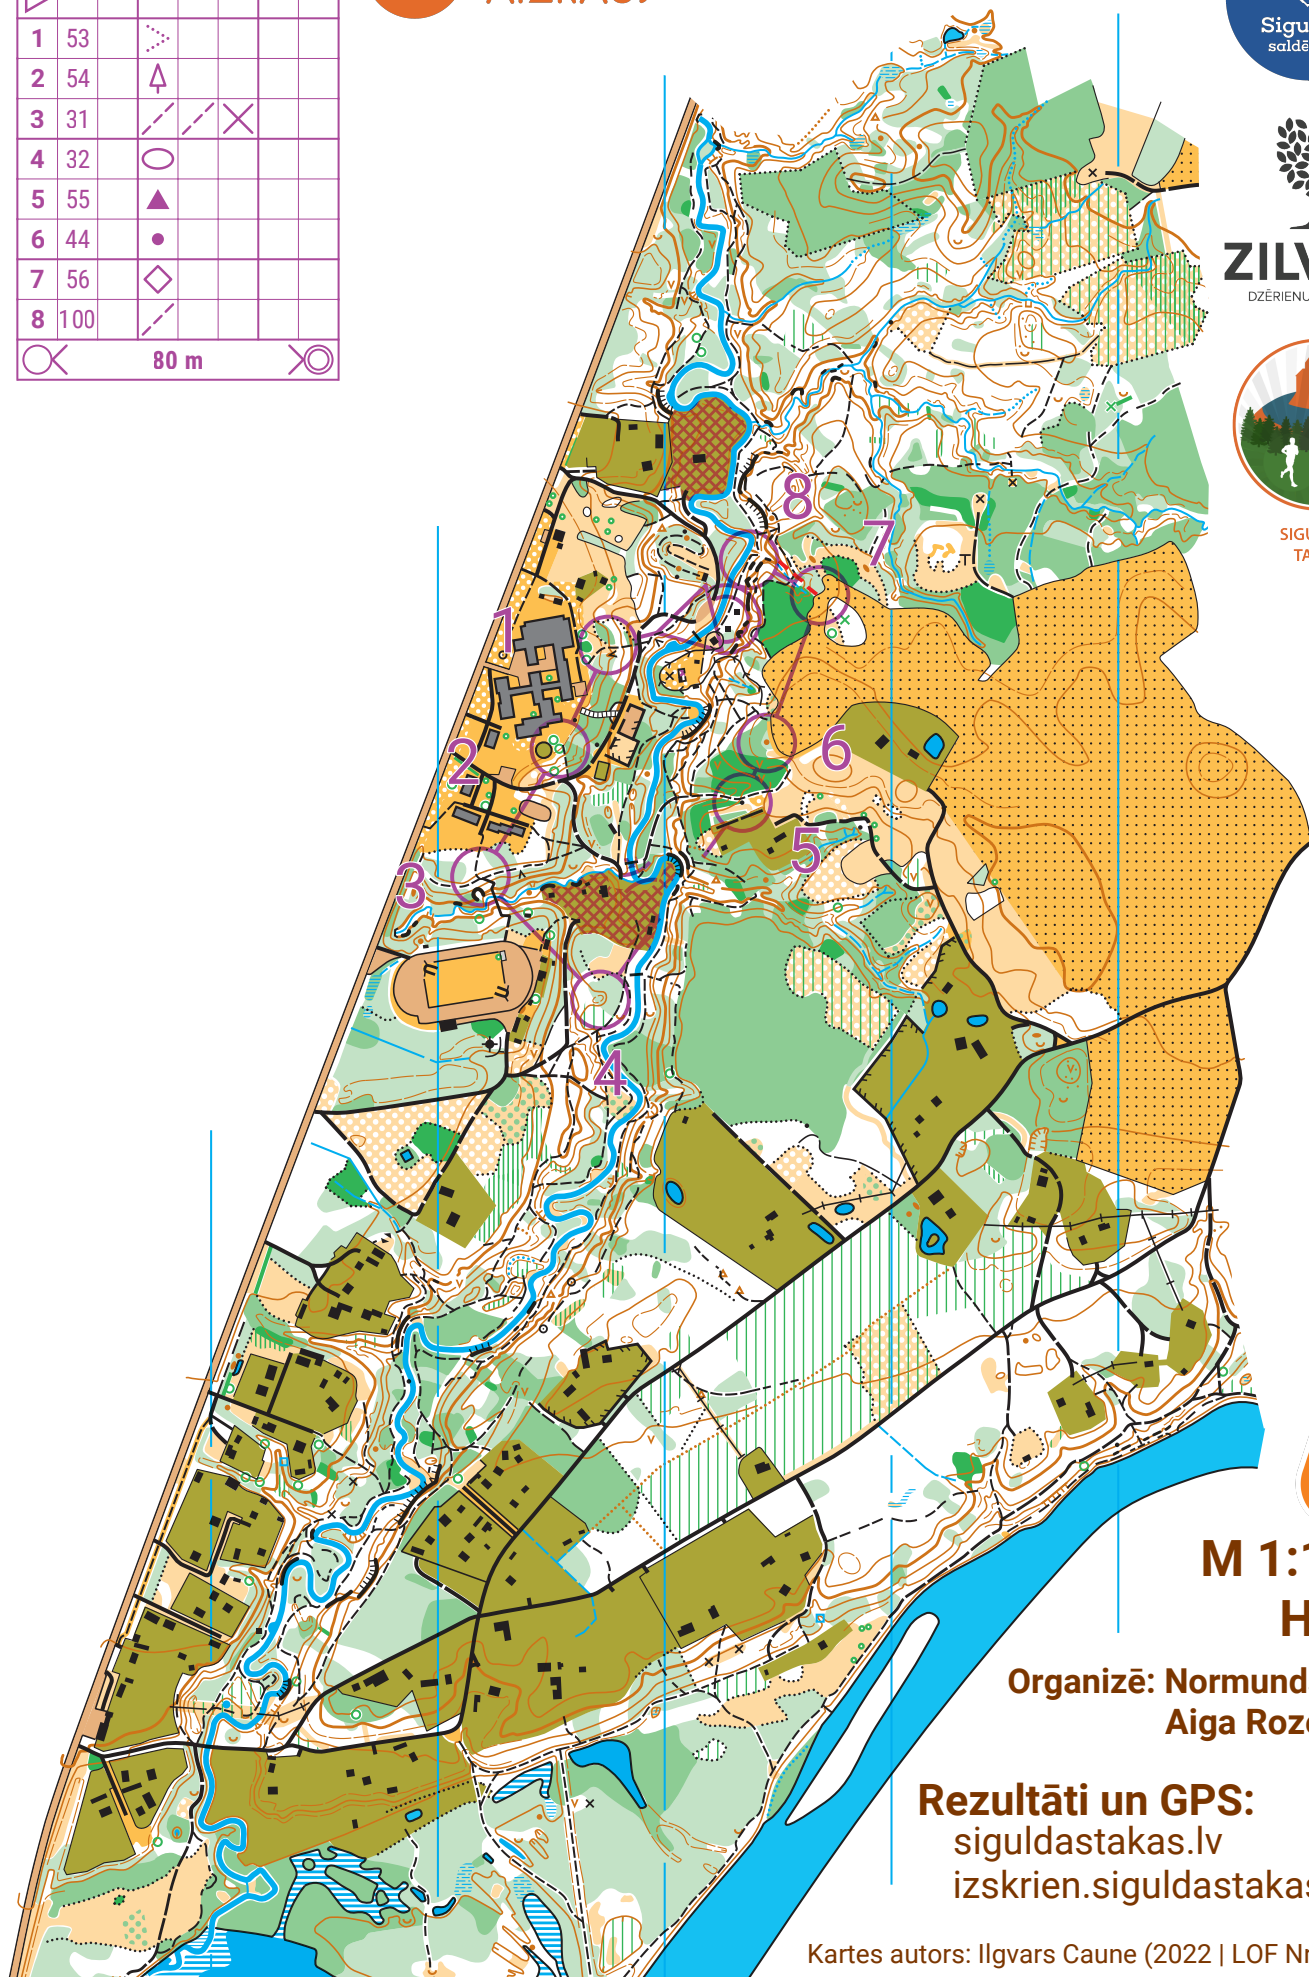 1 53
2 54
3 31
4 32
5 55
6 44
7 56
8 100
80 m
8
7
1
2
6
5
3
4
M 1:1
Organizē: Normund
Aiga Roz
Rezultāti un GPS:
siguldastakas.lv
izskrien.siguldastakas
Kartes autors: Ilgvars Caune (2022 | LOF Nr
Sigu
saldē
ZILV
DZĒRIENU
SIGU
TA